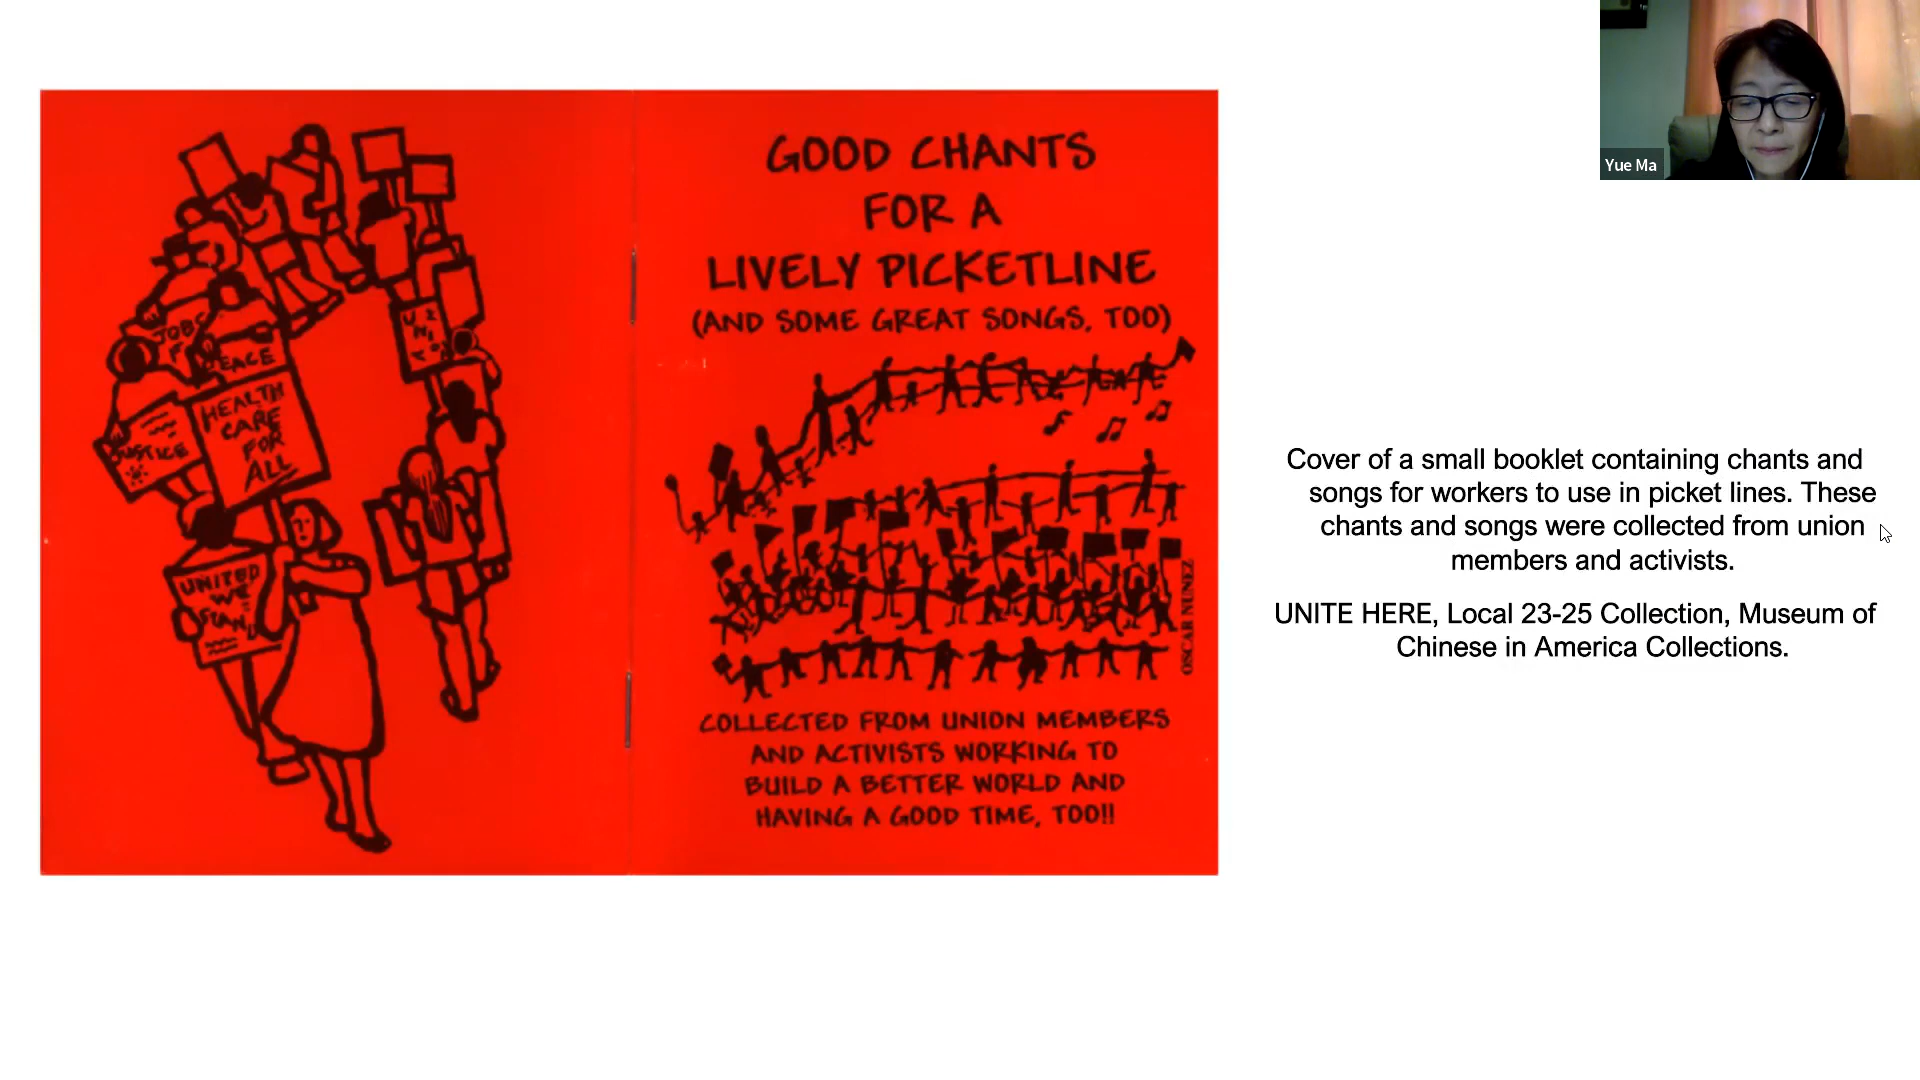 Yue Ma
JOBS
PEACE
HEALTH
CARE
FOR
ALL
JUSTICE
UNITED
WE
STAND
GOOD CHANTS
FOR A
LIVELY PICKETLINE
(AND SOME GREAT SONGS, TOO)
OSCAR NUNEZ
COLLECTED FROM UNION MEMBERS
AND ACTIVISTS WORKING TO
BUILD A BETTER WORLD AND
HAVING A GOOD TIME, TOO!!
Cover of a small booklet containing chants and
songs for workers to use in picket lines. These
chants and songs were collected from union
members and activists.
UNITE HERE, Local 23-25 Collection, Museum of
Chinese in America Collections.